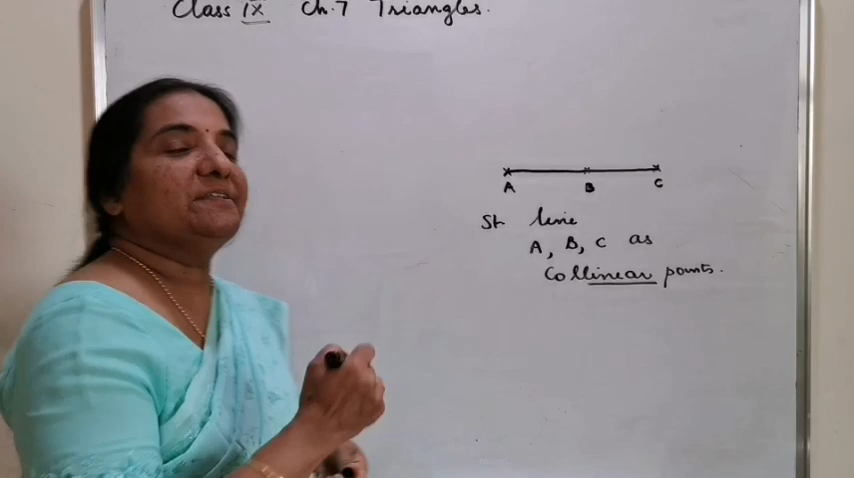 Class IX Ch.7 Triangles.
A B C
St line
A, B, C as
Collinear points.